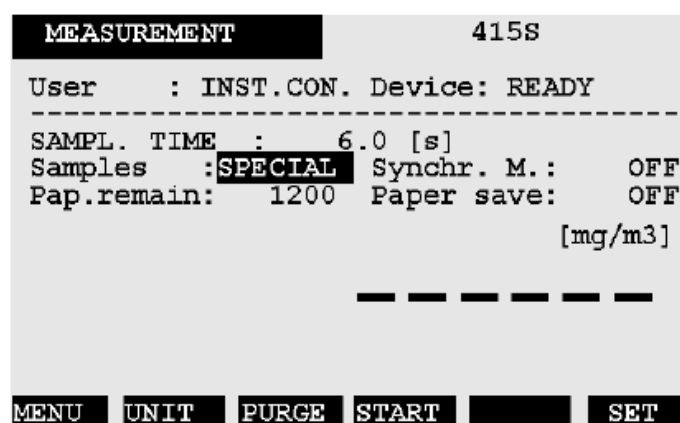 MEASUREMENT 415S
User : INST.CON. Device: READY
SAMPL. TIME : 6.0 [s]
Samples :SPECIAL Synchr. M.: OFF
Pap.remain: 1200 Paper save: OFF
[mg/m3]
MENU UNIT PURGE START SET